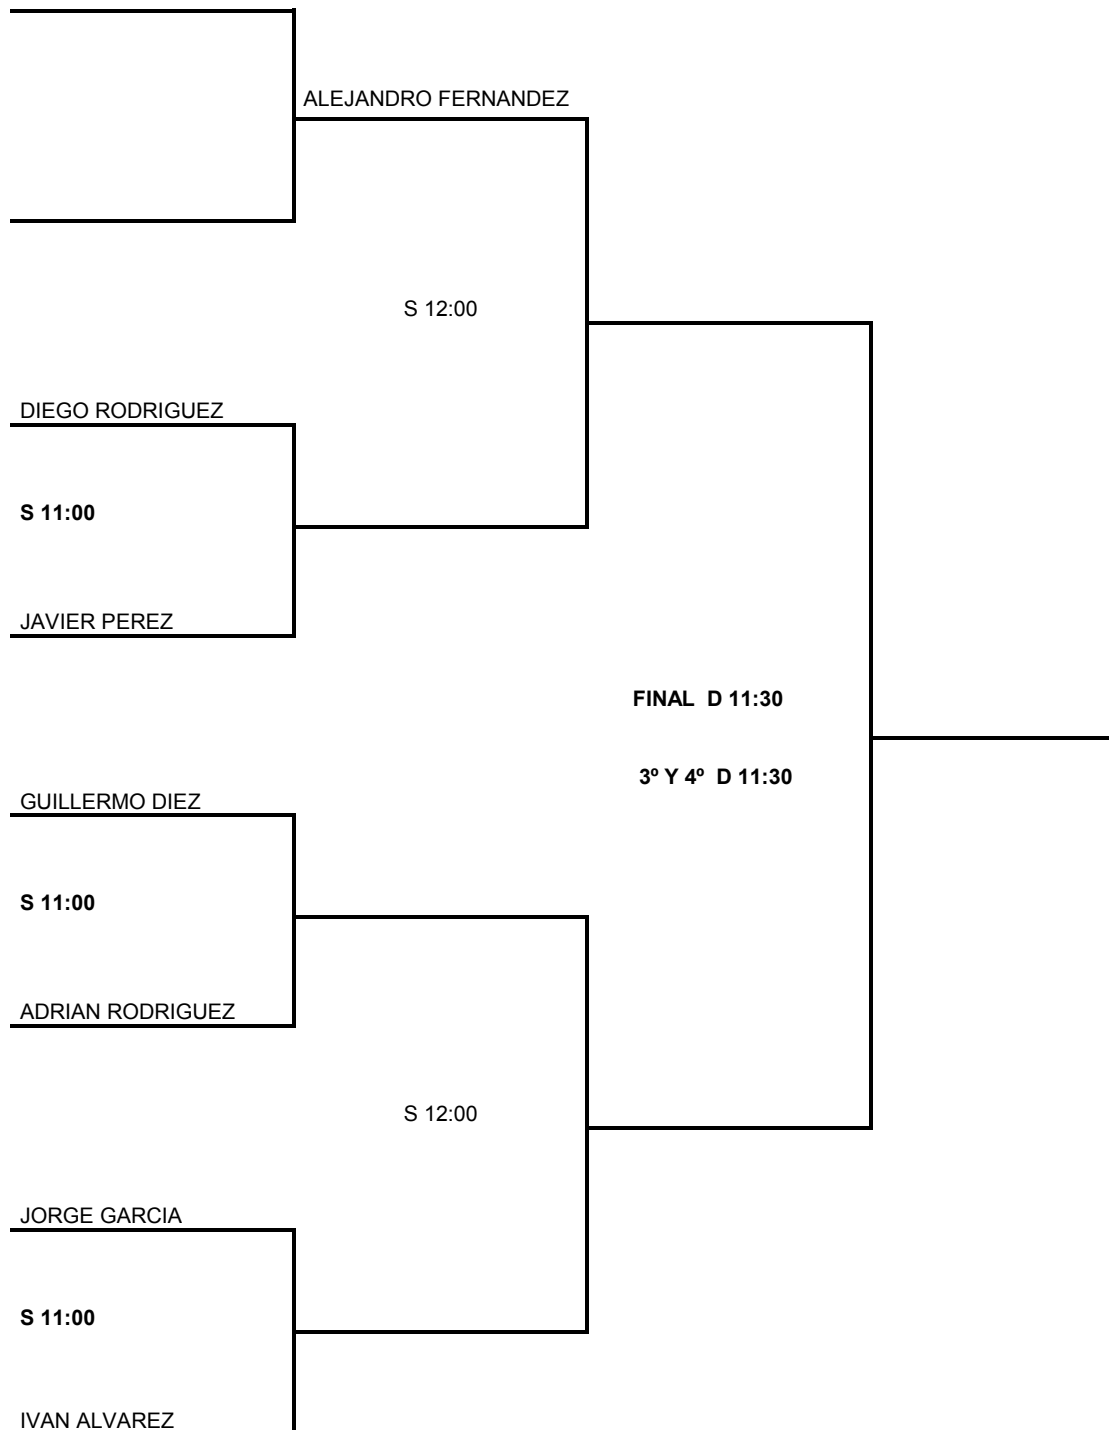 ALEJANDRO FERNANDEZ
S 12:00
DIEGO RODRIGUEZ
S 11:00
JAVIER PEREZ
FINAL  D 11:30
3º Y 4º  D 11:30
GUILLERMO DIEZ
S 11:00
ADRIAN RODRIGUEZ
S 12:00
JORGE GARCIA
S 11:00
IVAN ALVAREZ